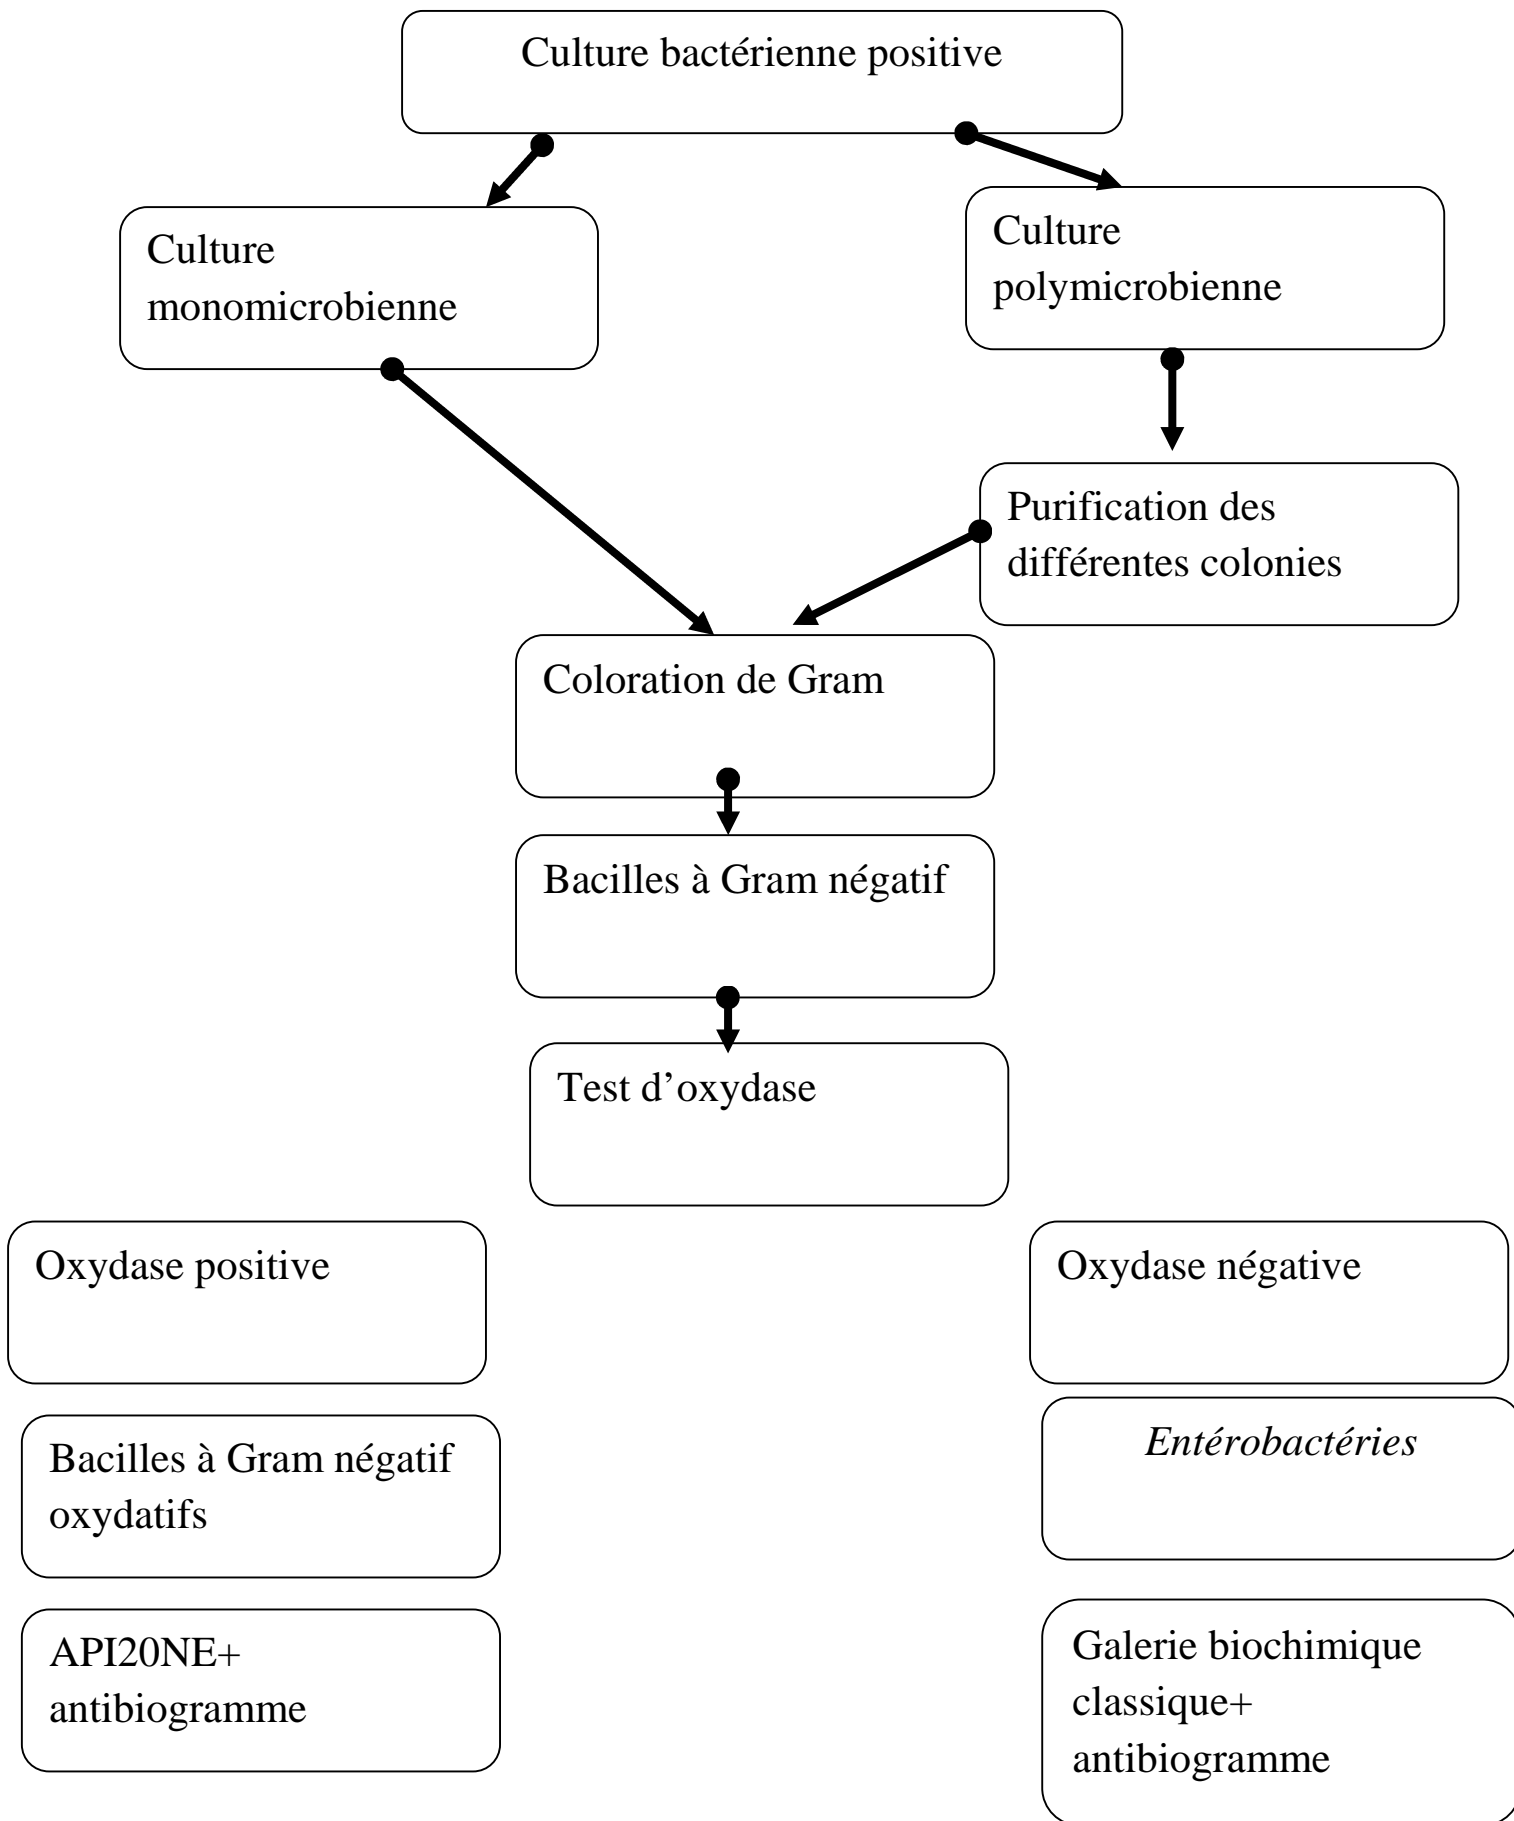 Culture bactérienne positive
Culture
monomicrobienne
Culture
polymicrobienne
Purification des
différentes colonies
Coloration de Gram
Bacilles à Gram négatif
Test d’oxydase
Oxydase positive
Oxydase négative
Bacilles à Gram négatif
oxydatifs
Entérobactéries
API20NE+
antibiogramme
Galerie biochimique
classique+
antibiogramme